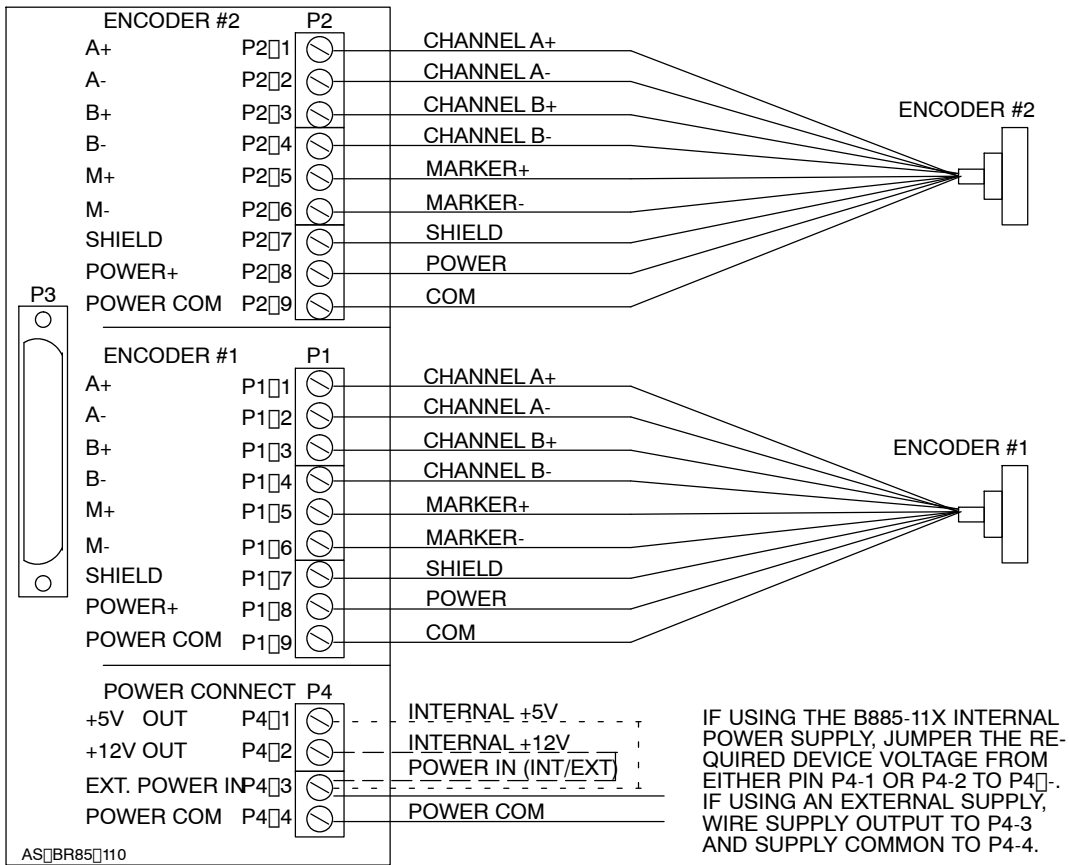 ENCODER #2 P2
A+ P2▯1 CHANNEL A+
A- P2▯2 CHANNEL A-
B+ P2▯3 CHANNEL B+
B- P2▯4 CHANNEL B-
M+ P2▯5 MARKER+
M- P2▯6 MARKER-
SHIELD P2▯7 SHIELD
POWER+ P2▯8 POWER
POWER COM P2▯9 COM
ENCODER #2
P3
ENCODER #1 P1
A+ P1▯1 CHANNEL A+
A- P1▯2 CHANNEL A-
B+ P1▯3 CHANNEL B+
B- P1▯4 CHANNEL B-
M+ P1▯5 MARKER+
M- P1▯6 MARKER-
SHIELD P1▯7 SHIELD
POWER+ P1▯8 POWER
POWER COM P1▯9 COM
ENCODER #1
POWER CONNECT P4
+5V OUT P4▯1 INTERNAL +5V
+12V OUT P4▯2 INTERNAL +12V
EXT. POWER IN P4▯3 POWER IN (INT/EXT)
POWER COM P4▯4 POWER COM
IF USING THE B885-11X INTERNAL
POWER SUPPLY, JUMPER THE RE-
QUIRED DEVICE VOLTAGE FROM
EITHER PIN P4-1 OR P4-2 TO P4▯-.
IF USING AN EXTERNAL SUPPLY,
WIRE SUPPLY OUTPUT TO P4-3
AND SUPPLY COMMON TO P4-4.
AS▯BR85▯110